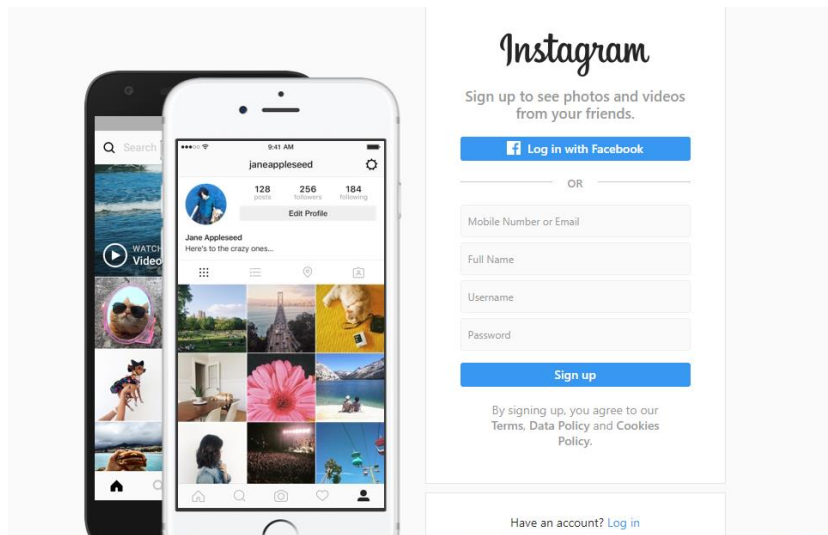 Search
WATCH
Video
9:41 AM
janeappleseed
128 256 184
posts followers following
Edit Profile
Jane Appleseed
Here's to the crazy ones...
Instagram
Sign up to see photos and videos
from your friends.
Log in with Facebook
OR
Mobile Number or Email
Full Name
Username
Password
Sign up
By signing up, you agree to our
Terms, Data Policy and Cookies
Policy.
Have an account? Log in